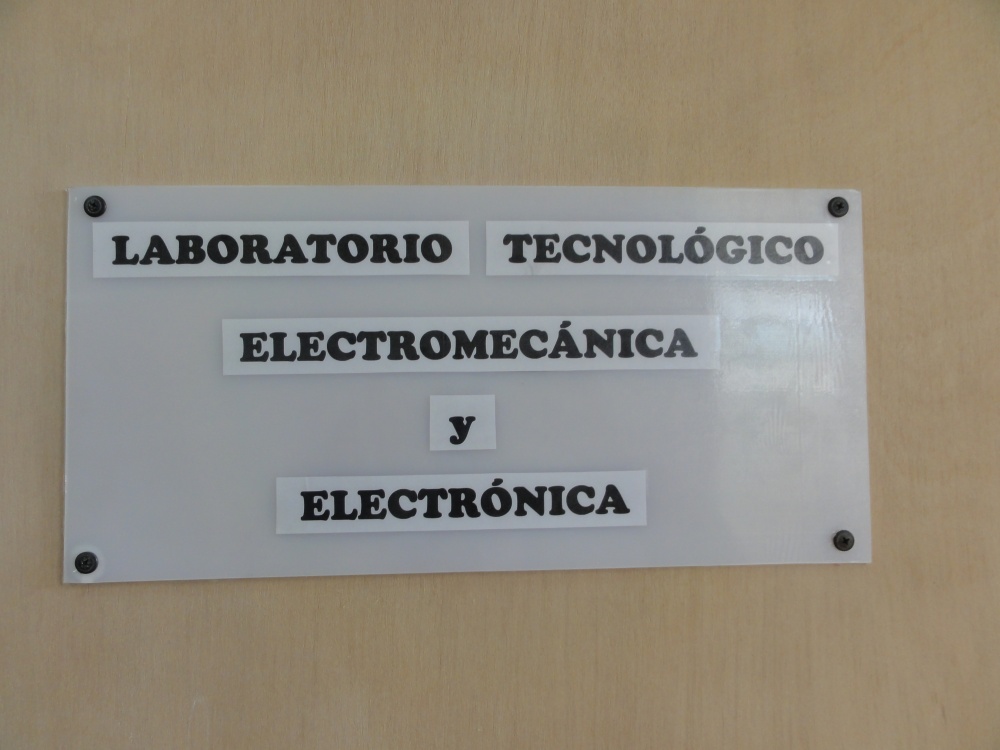 LABORATORIO TECNOLÓGICO
ELECTROMECÁNICA
y
ELECTRÓNICA